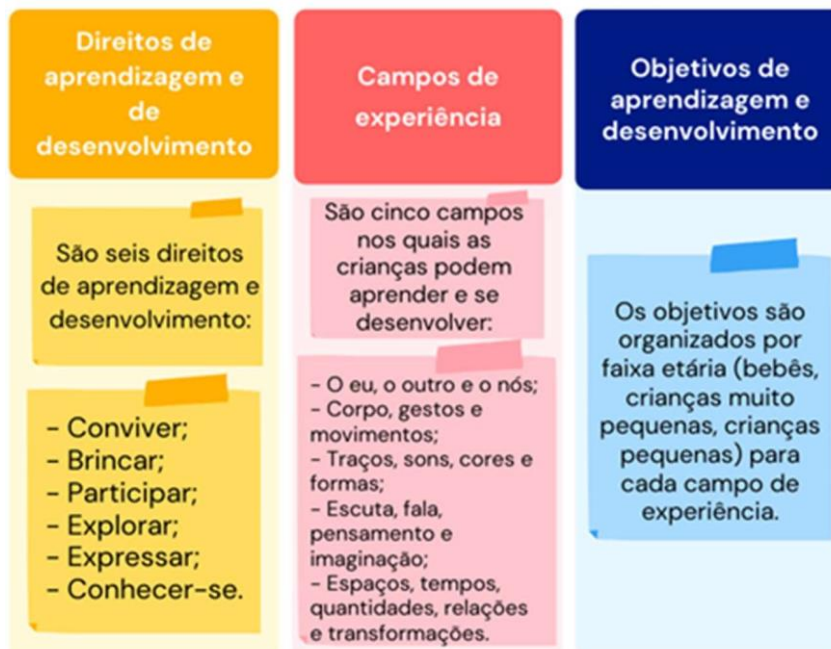 Direitos de
aprendizagem e
de
desenvolvimento
São seis direitos
de aprendizagem e
desenvolvimento:
- Conviver;
- Brincar;
- Participar;
- Explorar;
- Expressar;
- Conhecer-se.
Campos de
experiência
São cinco campos
nos quais as
crianças podem
aprender e se
desenvolver:
- O eu, o outro e o nós;
- Corpo, gestos e
movimentos;
- Traços, sons, cores e
formas;
- Escuta, fala,
pensamento e
imaginação;
- Espaços, tempos,
quantidades, relações
e transformações.
Objetivos de
aprendizagem e
desenvolvimento
Os objetivos são
organizados por
faixa etária (bebês,
crianças muito
pequenas, crianças
pequenas) para
cada campo de
experiência.